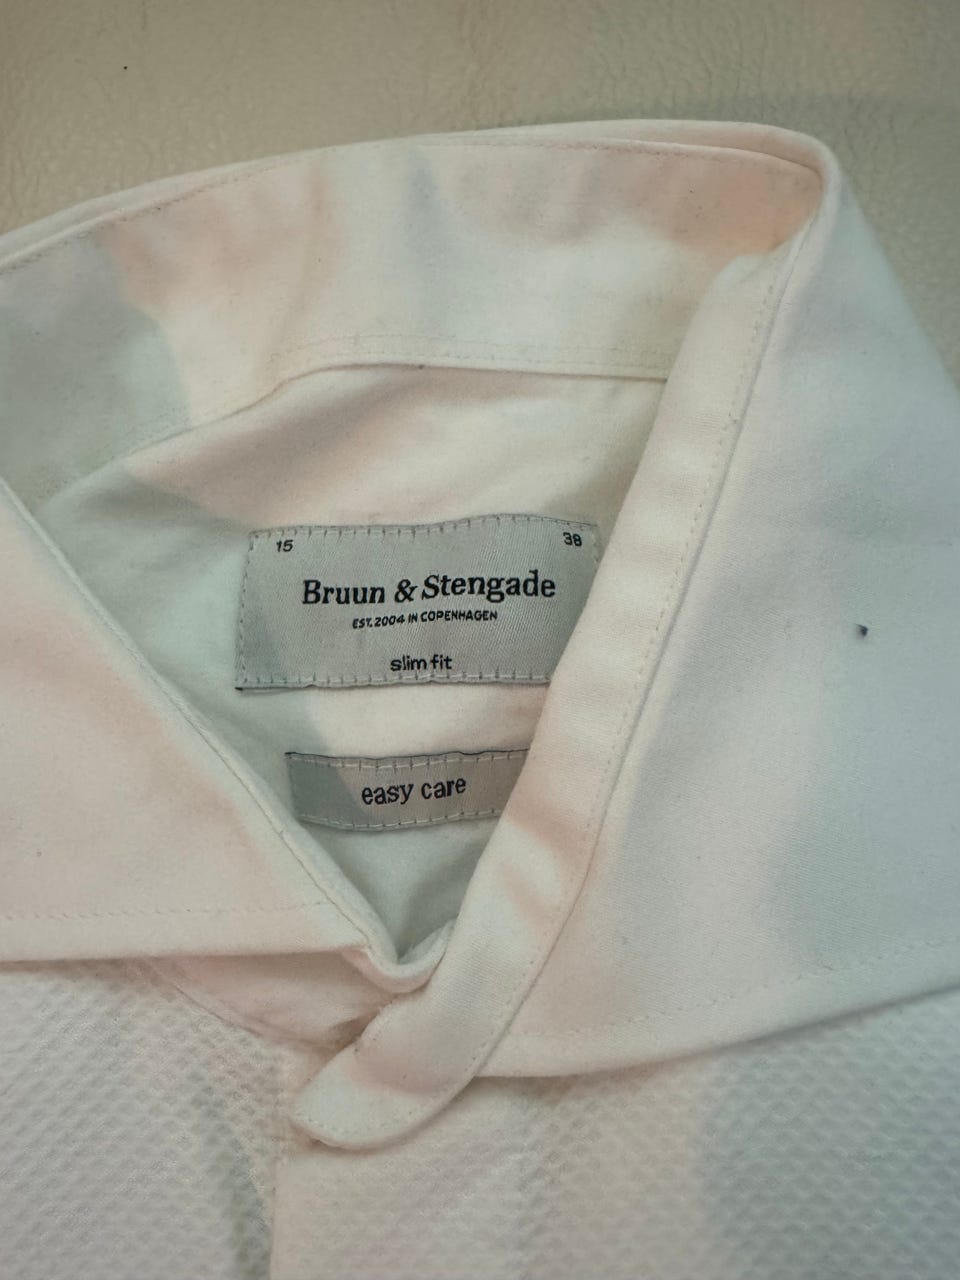 15 38
Bruun & Stengade
EST. 2004 IN COPENHAGEN
slim fit
easy care